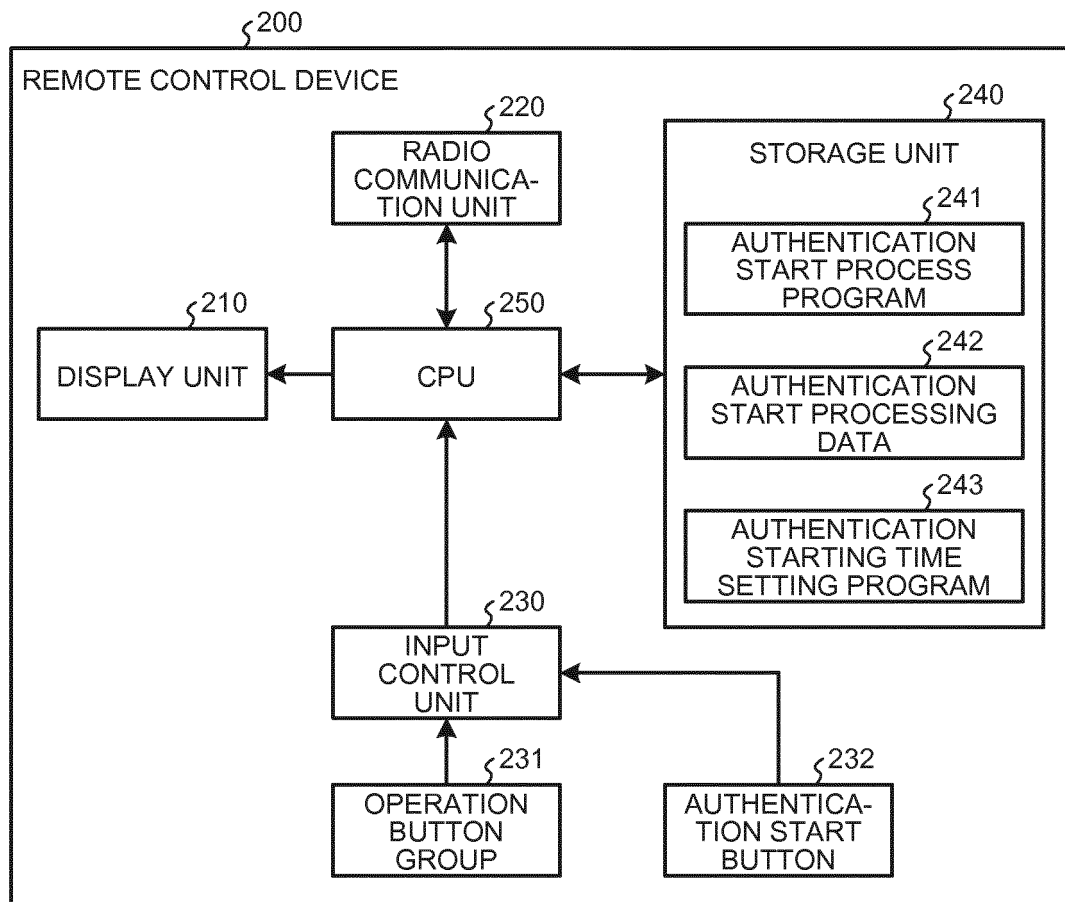 200
REMOTE CONTROL DEVICE
220
RADIO
COMMUNICA-
TION UNIT
240
STORAGE UNIT
241
AUTHENTICATION
START PROCESS
PROGRAM
210
DISPLAY UNIT
250
CPU
242
AUTHENTICATION
START PROCESSING
DATA
243
AUTHENTICATION
STARTING TIME
SETTING PROGRAM
230
INPUT
CONTROL
UNIT
231
OPERATION
BUTTON
GROUP
232
AUTHENTICA-
TION START
BUTTON